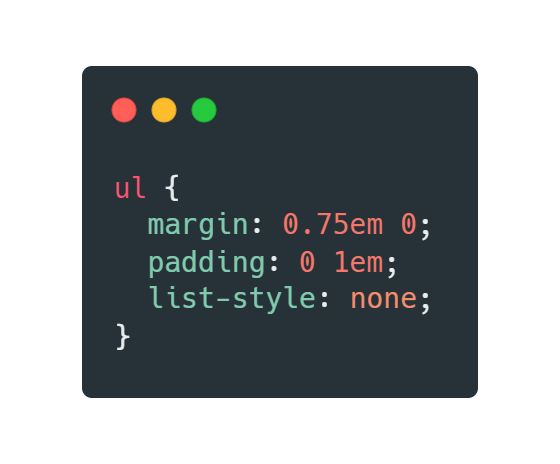 ul {
  margin: 0.75em 0;
  padding: 0 1em;
  list-style: none;
}